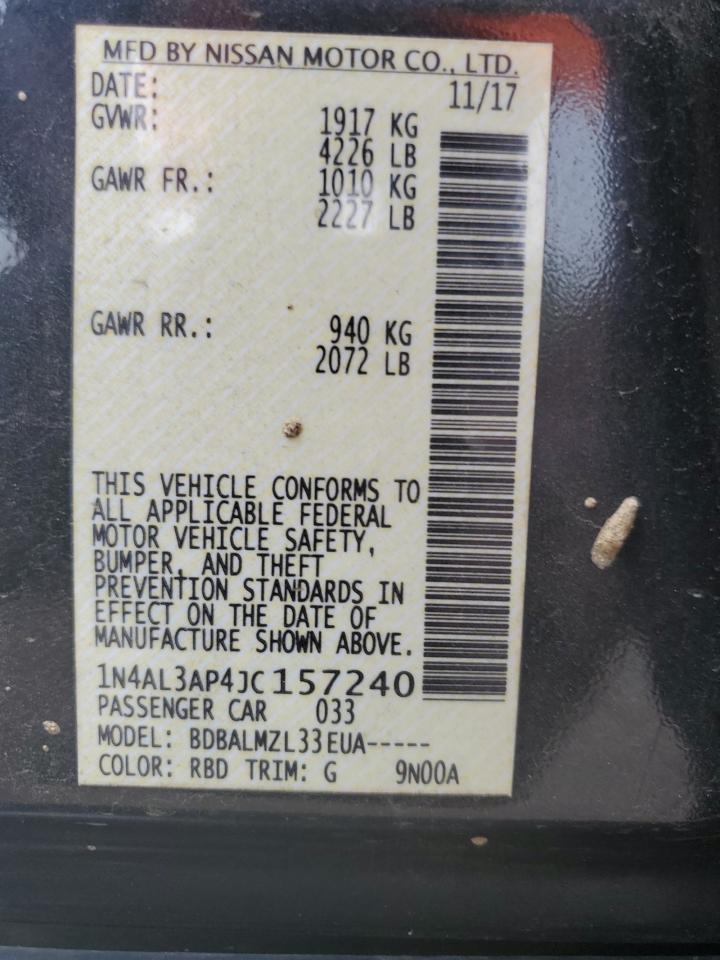 MFD BY NISSAN MOTOR CO., LTD.
DATE: 11/17
GVWR: 1917 KG
4226 LB
GAWR FR.: 1010 KG
2227 LB
GAWR RR.: 940 KG
2072 LB
THIS VEHICLE CONFORMS TO
ALL APPLICABLE FEDERAL
MOTOR VEHICLE SAFETY,
BUMPER, AND THEFT
PREVENTION STANDARDS IN
EFFECT ON THE DATE OF
MANUFACTURE SHOWN ABOVE.
1N4AL3AP4JC157240
PASSENGER CAR 033
MODEL: BDBALMZL33EUA-----
COLOR: RBD TRIM: G 9N00A